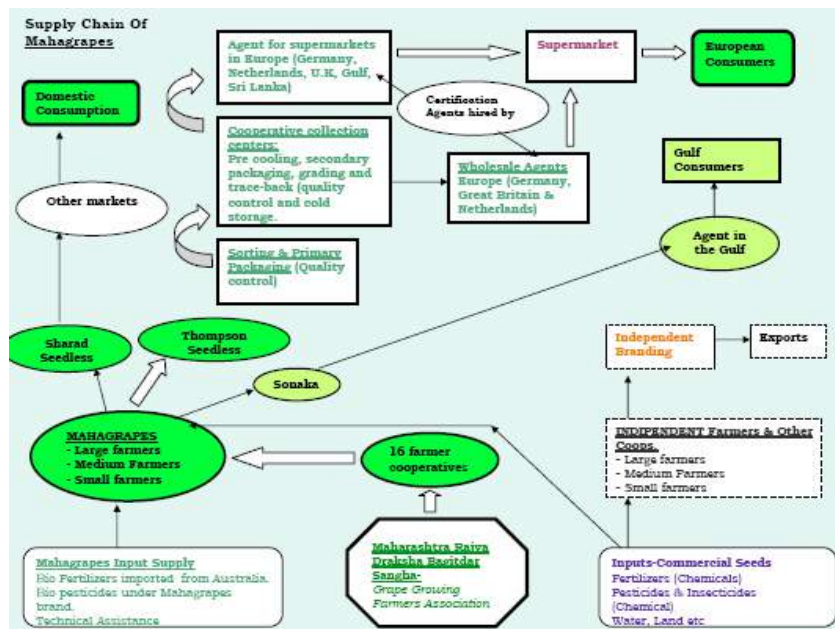 Supply Chain Of
Mahagrapes
Agent for supermarkets
in Europe (Germany,
Netherlands, U.K, Gulf,
Sri Lanka)
Supermarket
European
Consumers
Domestic
Consumption
Certification
Agents hired by
Cooperative collection
centers:
Pre cooling, secondary
packaging, grading and
trace-back (quality
control and cold
storage.
Wholesale Agents
Europe (Germany,
Great Britain &
Netherlands)
Gulf
Consumers
Other markets
Agent in
the Gulf
Sorting & Primary
Packaging (Quality
control)
Sharad
Seedless
Thompson
Seedless
Independent
Branding
Exports
Sonaka
MAHAGRAPES
- Large farmers
- Medium Farmers
- Small farmers
16 farmer
cooperatives
INDIPENDENT Farmers & Other
Coops.
- Large farmers
- Medium Farmers
- Small farmers
Mahagrapes Input Supply
Bio Fertilizers imported from Australia.
Bio pesticides under Mahagrapes
brand.
Technical Assistance
Maharashtra Rajya
Draksha Bagitdar
Sangha-
Grape Growing
Farmers Association
Inputs-Commercial Seeds
Fertilizers (Chemicals)
Pesticides & Insecticides
(Chemical)
Water, Land etc